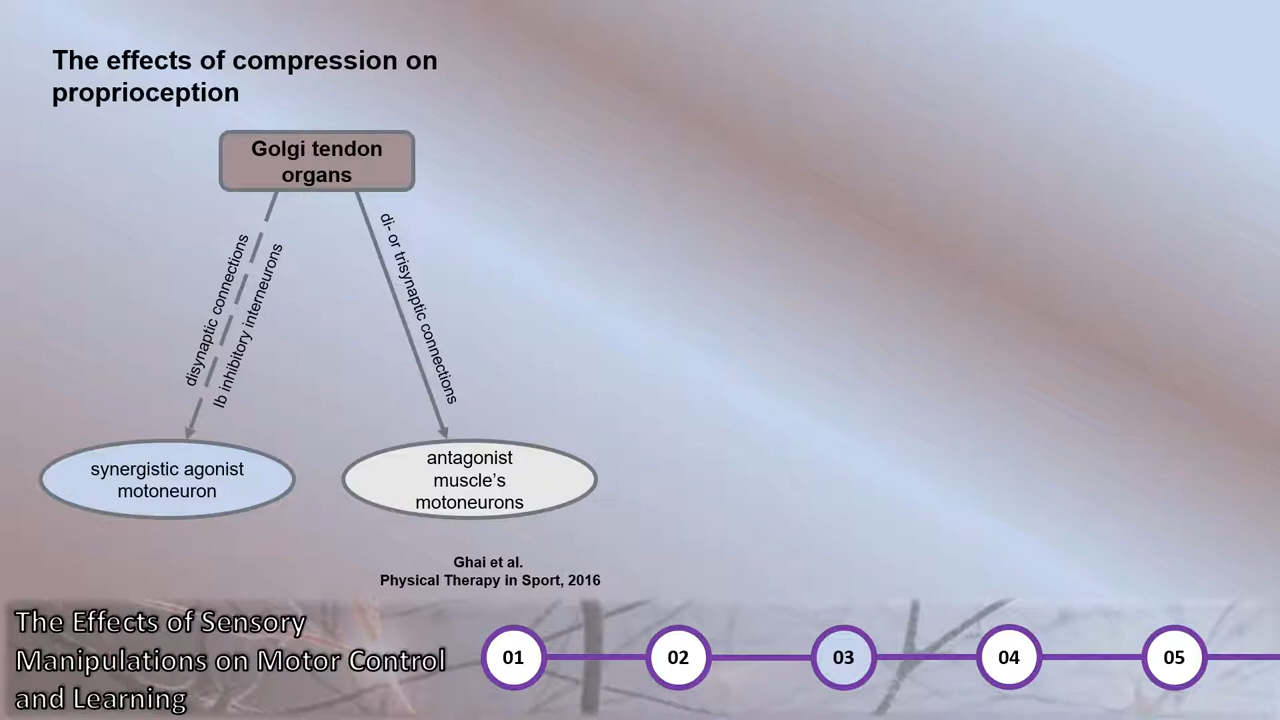 The effects of compression on
proprioception
Golgi tendon
organs
disynaptic connections
Ib inhibitory interneurons
di- or trisynaptic connections
synergistic agonist
motoneuron
antagonist
muscle's
motoneurons
Ghai et al.
Physical Therapy in Sport, 2016
The Effects of Sensory
Manipulations on Motor Control
and Learning
01
02
03
04
05